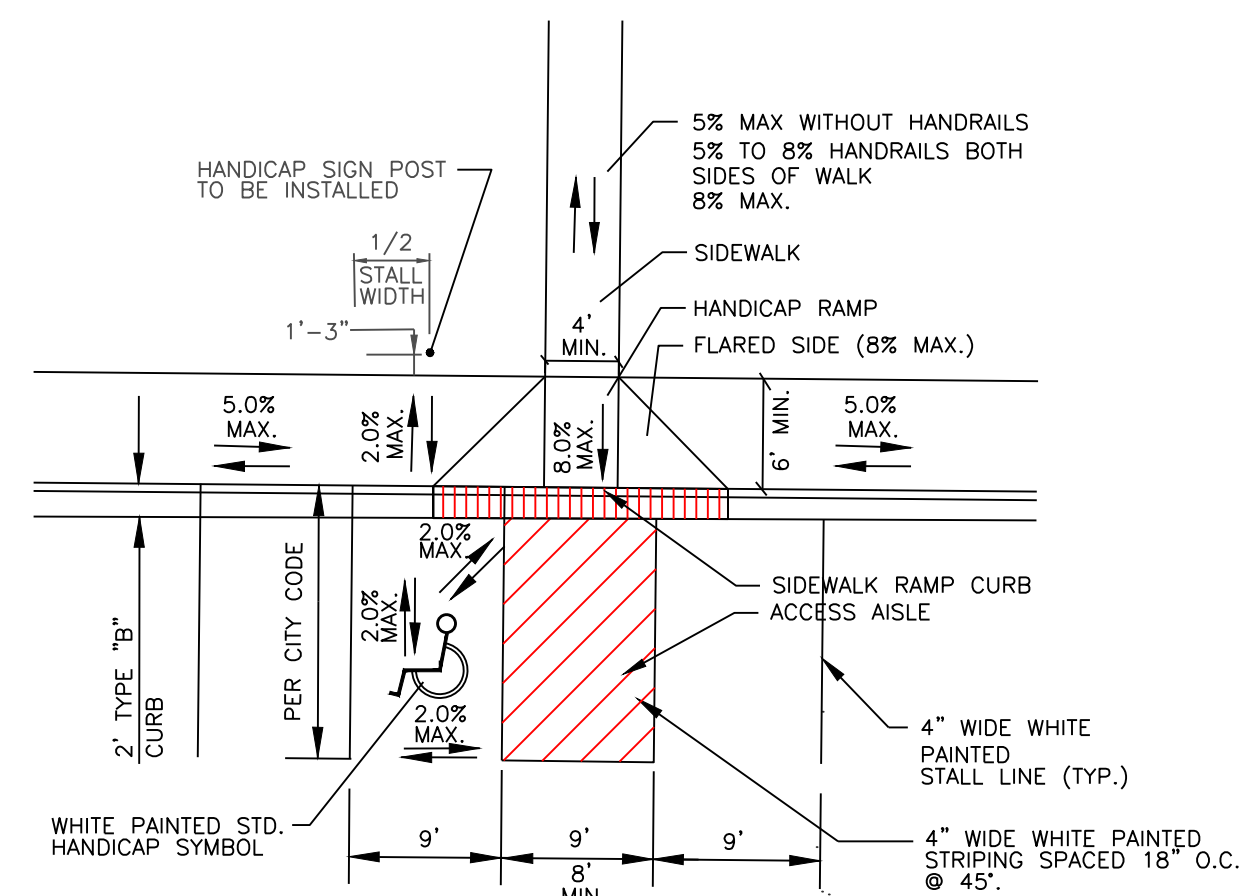 5% MAX WITHOUT HANDRAILS
5% TO 8% HANDRAILS BOTH
SIDES OF WALK
8% MAX.
HANDICAP SIGN POST
TO BE INSTALLED
1/2
STALL
WIDTH
SIDEWALK
1'-3"
HANDICAP RAMP
4'
MIN.
FLARED SIDE (8% MAX.)
5.0%
MAX.
2.0%
MAX.
8.0%
MAX.
6' MIN.
5.0%
MAX.
2.0%
MAX.
SIDEWALK RAMP CURB
ACCESS AISLE
2.0%
MAX.
PER CITY CODE
2' TYPE "B"
CURB
2.0%
MAX.
4" WIDE WHITE
PAINTED
STALL LINE (TYP.)
WHITE PAINTED STD.
HANDICAP SYMBOL
9'
9'
9'
8'
MIN
4" WIDE WHITE PAINTED
STRIPING SPACED 18" O.C.
@ 45°.